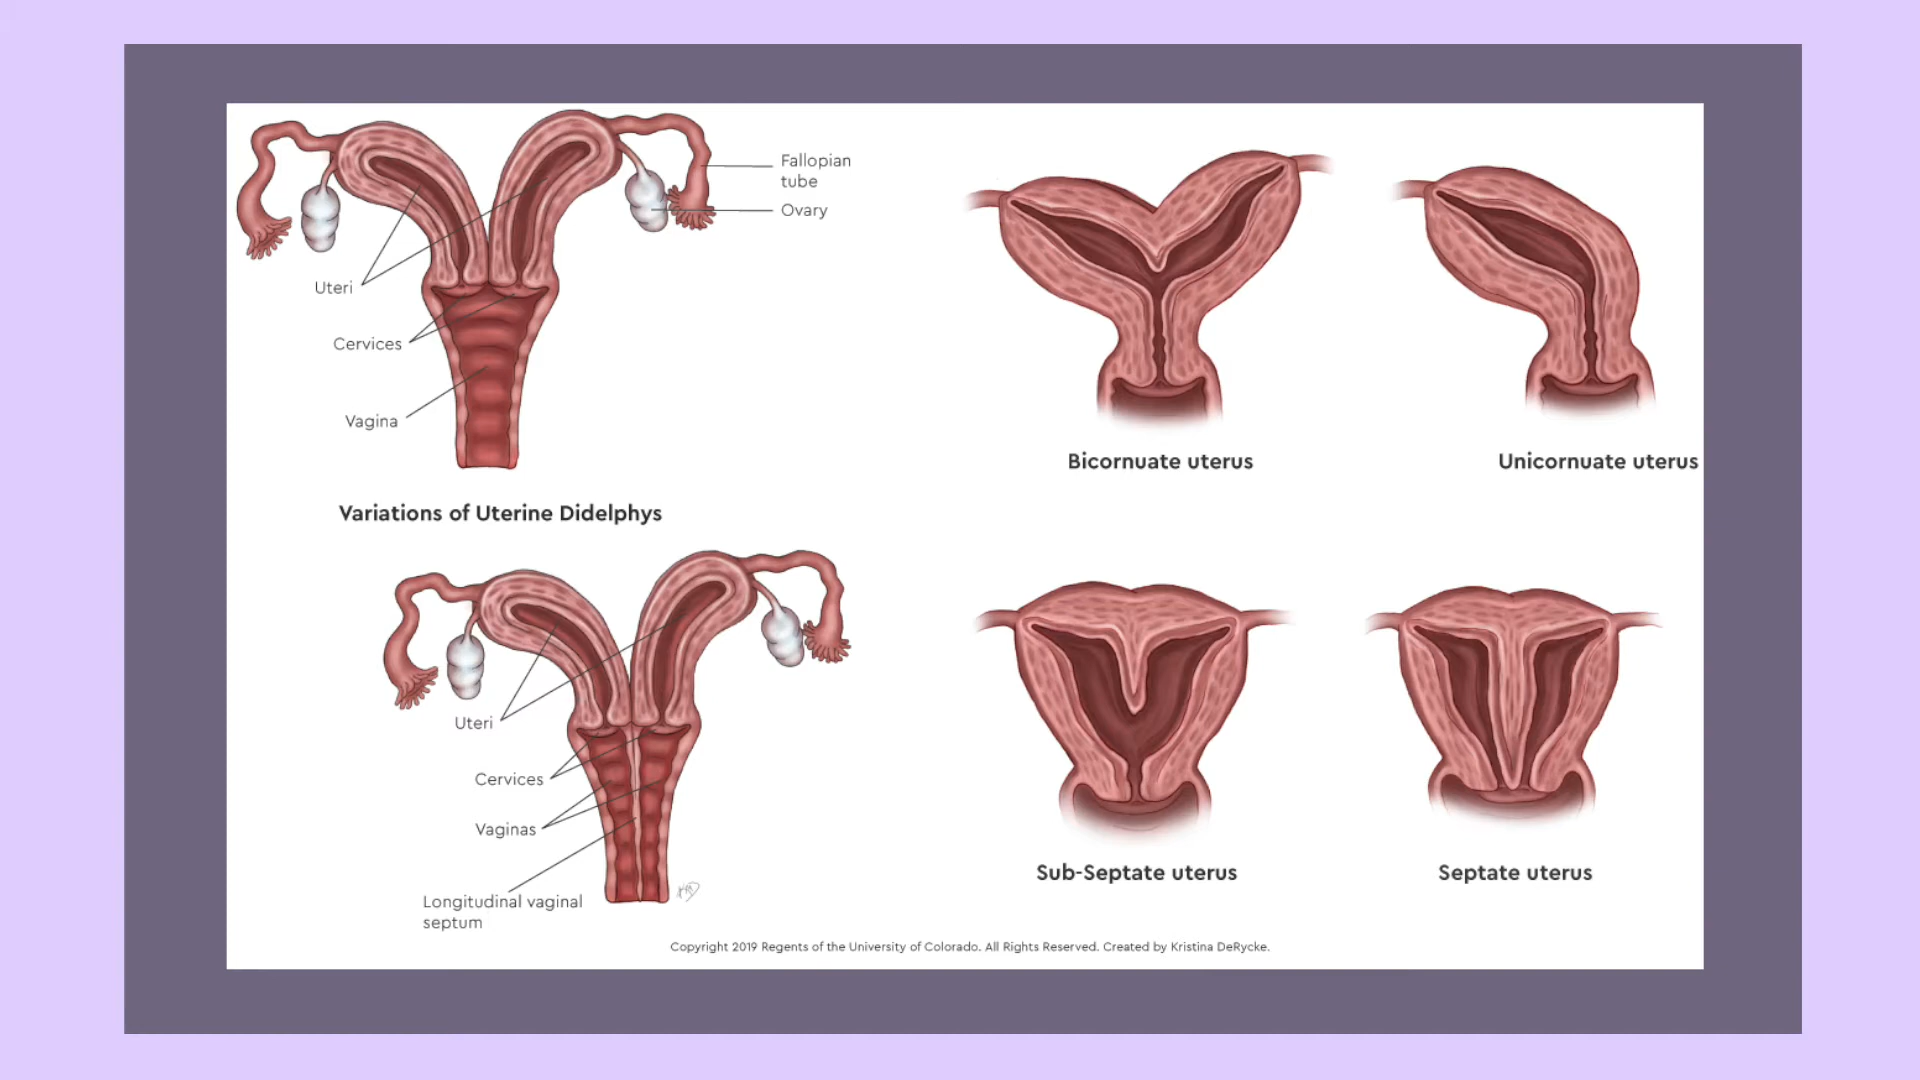 Fallopian
tube
Ovary
Uteri
Cervices
Vagina
Variations of Uterine Didelphys
Uteri
Cervices
Vaginas
Longitudinal vaginal
septum
Bicornuate uterus
Unicornuate uterus
Sub-Septate uterus
Septate uterus
Copyright 2019 Regents of the University of Colorado. All Rights Reserved. Created by Kristina DeRycke.